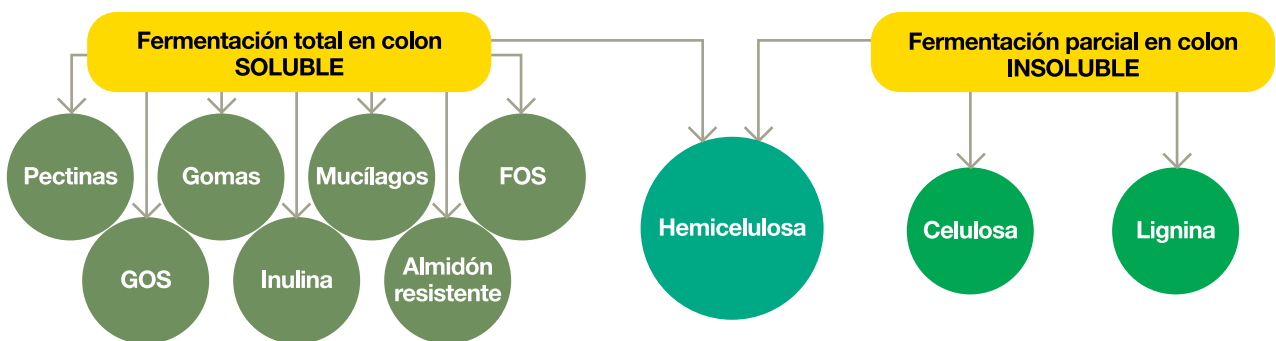 Fermentación total en colon
SOLUBLE
Fermentación parcial en colon
INSOLUBLE
Pectinas
Gomas
Mucílagos
FOS
GOS
Inulina
Almidón
resistente
Hemicelulosa
Celulosa
Lignina